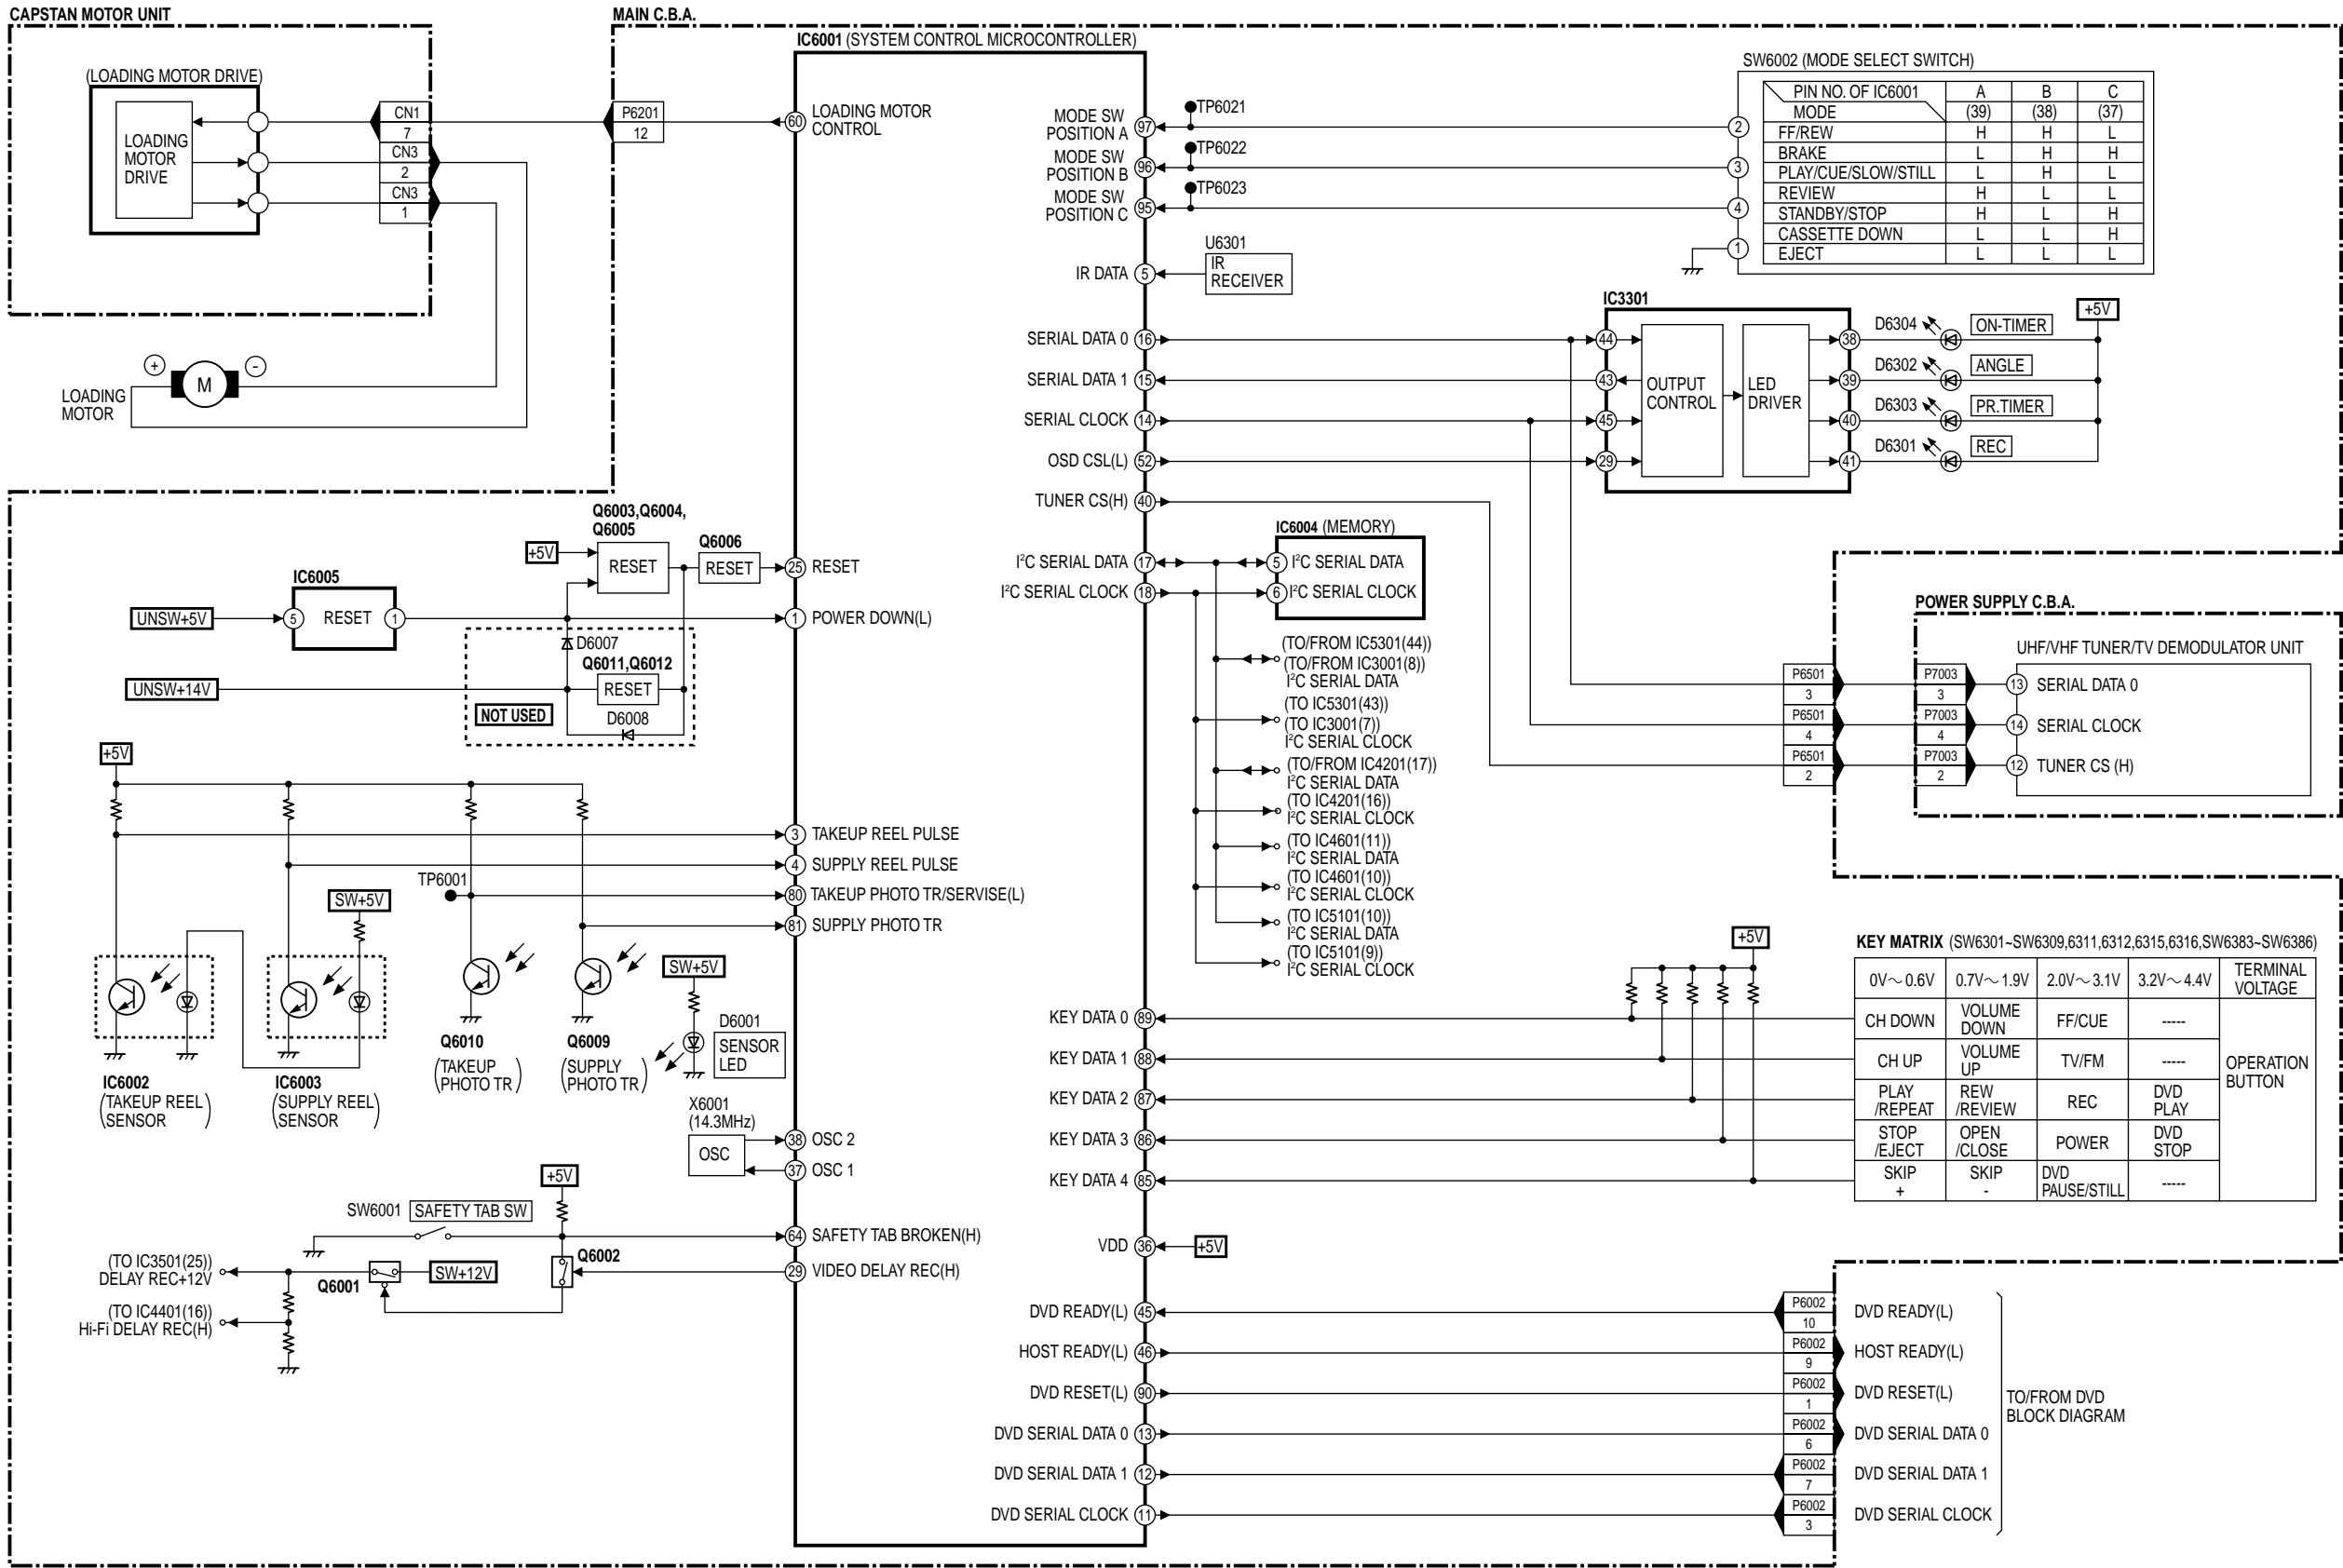 CAPSTAN MOTOR UNIT
MAIN C.B.A.
(LOADING MOTOR DRIVE)
LOADING
MOTOR
DRIVE
CN1
7
CN3
2
CN3
1
P6201
12
+
-
M
LOADING
MOTOR
IC6001 (SYSTEM CONTROL MICROCONTROLLER)
60 LOADING MOTOR
CONTROL
MODE SW
POSITION A 97
TP6021
MODE SW
POSITION B 96
TP6022
MODE SW
POSITION C 95
TP6023
SW6002 (MODE SELECT SWITCH)
2
3
4
1
PIN NO. OF IC6001 A B C
MODE (39) (38) (37)
FF/REW H H L
BRAKE L H H
PLAY/CUE/SLOW/STILL L H L
REVIEW H L L
STANDBY/STOP H L H
CASSETTE DOWN L L H
EJECT L L L
IR DATA 5
U6301
IR
RECEIVER
SERIAL DATA 0 16
SERIAL DATA 1 15
SERIAL CLOCK 14
OSD CSL(L) 52
TUNER CS(H) 40
IC3301
44
43
45
29
OUTPUT
CONTROL
LED
DRIVER
38
39
40
41
+5V
D6304 ON-TIMER
D6302 ANGLE
D6303 PR.TIMER
D6301 REC
I²C SERIAL DATA 17
I²C SERIAL CLOCK 18
IC6004 (MEMORY)
5 I²C SERIAL DATA
6 I²C SERIAL CLOCK
(TO/FROM IC5301(44))
(TO/FROM IC3001(8))
I²C SERIAL DATA
(TO IC5301(43))
(TO IC3001(7))
I²C SERIAL CLOCK
(TO/FROM IC4201(17))
I²C SERIAL DATA
(TO IC4201(16))
I²C SERIAL CLOCK
(TO IC4601(11))
I²C SERIAL DATA
(TO IC4601(10))
I²C SERIAL CLOCK
(TO IC5101(10))
I²C SERIAL DATA
(TO IC5101(9))
I²C SERIAL CLOCK
POWER SUPPLY C.B.A.
UHF/VHF TUNER/TV DEMODULATOR UNIT
P6501
3
P7003
3
13 SERIAL DATA 0
P6501
4
P7003
4
14 SERIAL CLOCK
P6501
2
P7003
2
12 TUNER CS (H)
Q6003,Q6004,
Q6005
+5V
RESET
Q6006
RESET
25 RESET
IC6005
UNSW+5V
5 RESET 1
1 POWER DOWN(L)
D6007
Q6011,Q6012
RESET
UNSW+14V
NOT USED
D6008
+5V
3 TAKEUP REEL PULSE
4 SUPPLY REEL PULSE
TP6001
80 TAKEUP PHOTO TR/SERVISE(L)
81 SUPPLY PHOTO TR
SW+5V
SW+5V
IC6002
(TAKEUP REEL
SENSOR)
IC6003
(SUPPLY REEL
SENSOR)
Q6010
(TAKEUP
PHOTO TR)
Q6009
(SUPPLY
PHOTO TR)
D6001
SENSOR
LED
X6001
(14.3MHz)
OSC
38 OSC 2
37 OSC 1
+5V
SW6001 SAFETY TAB SW
64 SAFETY TAB BROKEN(H)
Q6002
29 VIDEO DELAY REC(H)
(TO IC3501(25))
DELAY REC+12V
Q6001
SW+12V
(TO IC4401(16))
Hi-Fi DELAY REC(H)
+5V
KEY DATA 0 89
KEY DATA 1 88
KEY DATA 2 87
KEY DATA 3 86
KEY DATA 4 85
KEY MATRIX (SW6301~SW6309,6311,6312,6315,6316,SW6383~SW6386)
0V~0.6V 0.7V~1.9V 2.0V~3.1V 3.2V~4.4V TERMINAL
VOLTAGE
CH DOWN VOLUME
DOWN FF/CUE -----
CH UP VOLUME
UP TV/FM -----
OPERATION
BUTTON
PLAY
/REPEAT REW
/REVIEW REC DVD
PLAY
STOP
/EJECT OPEN
/CLOSE POWER DVD
STOP
SKIP
+ SKIP
- DVD
PAUSE/STILL -----
VDD 36 +5V
DVD READY(L) 45
P6002
10
DVD READY(L)
HOST READY(L) 46
P6002
9
HOST READY(L)
DVD RESET(L) 90
P6002
1
DVD RESET(L)
DVD SERIAL DATA 0 13
P6002
6
DVD SERIAL DATA 0
DVD SERIAL DATA 1 12
P6002
7
DVD SERIAL DATA 1
DVD SERIAL CLOCK 11
P6002
3
DVD SERIAL CLOCK
TO/FROM DVD
BLOCK DIAGRAM